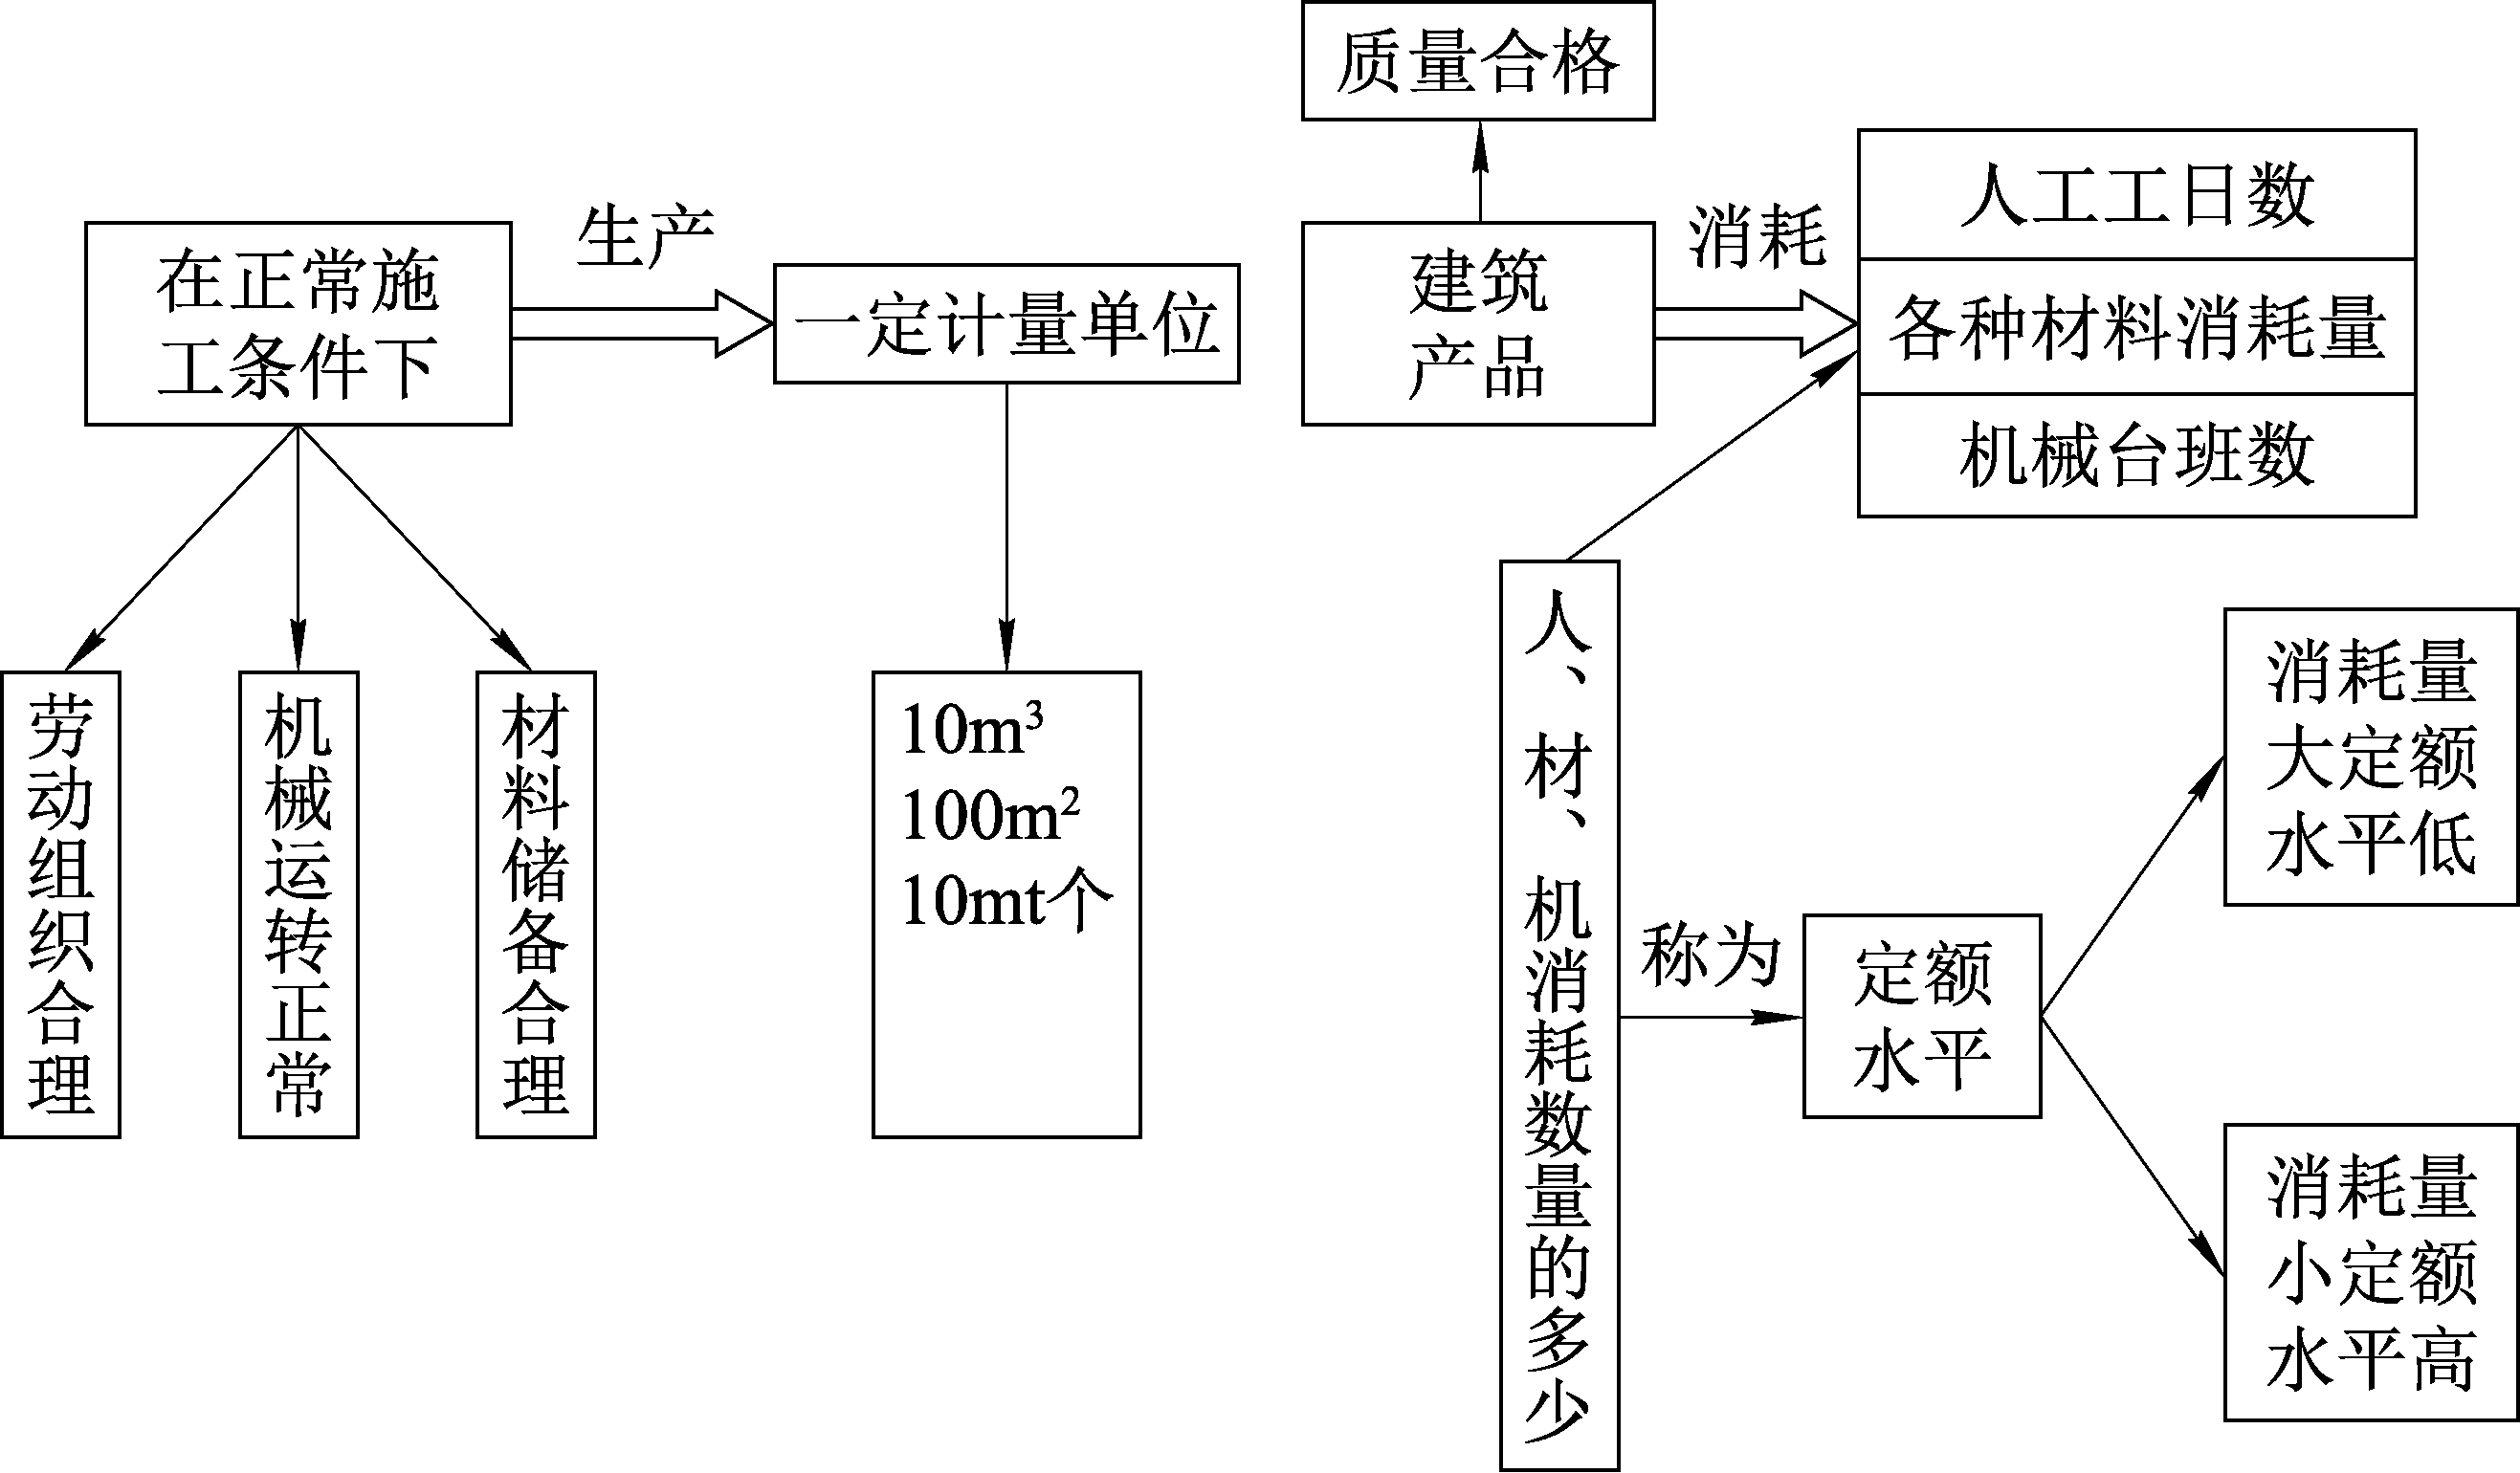 质量合格
生产
在正常施
工条件下
一定计量单位
建筑
产品
消耗
人工工日数
各种材料消耗量
机械台班数
劳动组织合理
机械运转正常
材料储备合理
10m³
100m²
10mt个
人、材、机消耗数量的多少
称为
定额
水平
消耗量
大定额
水平低
消耗量
小定额
水平高